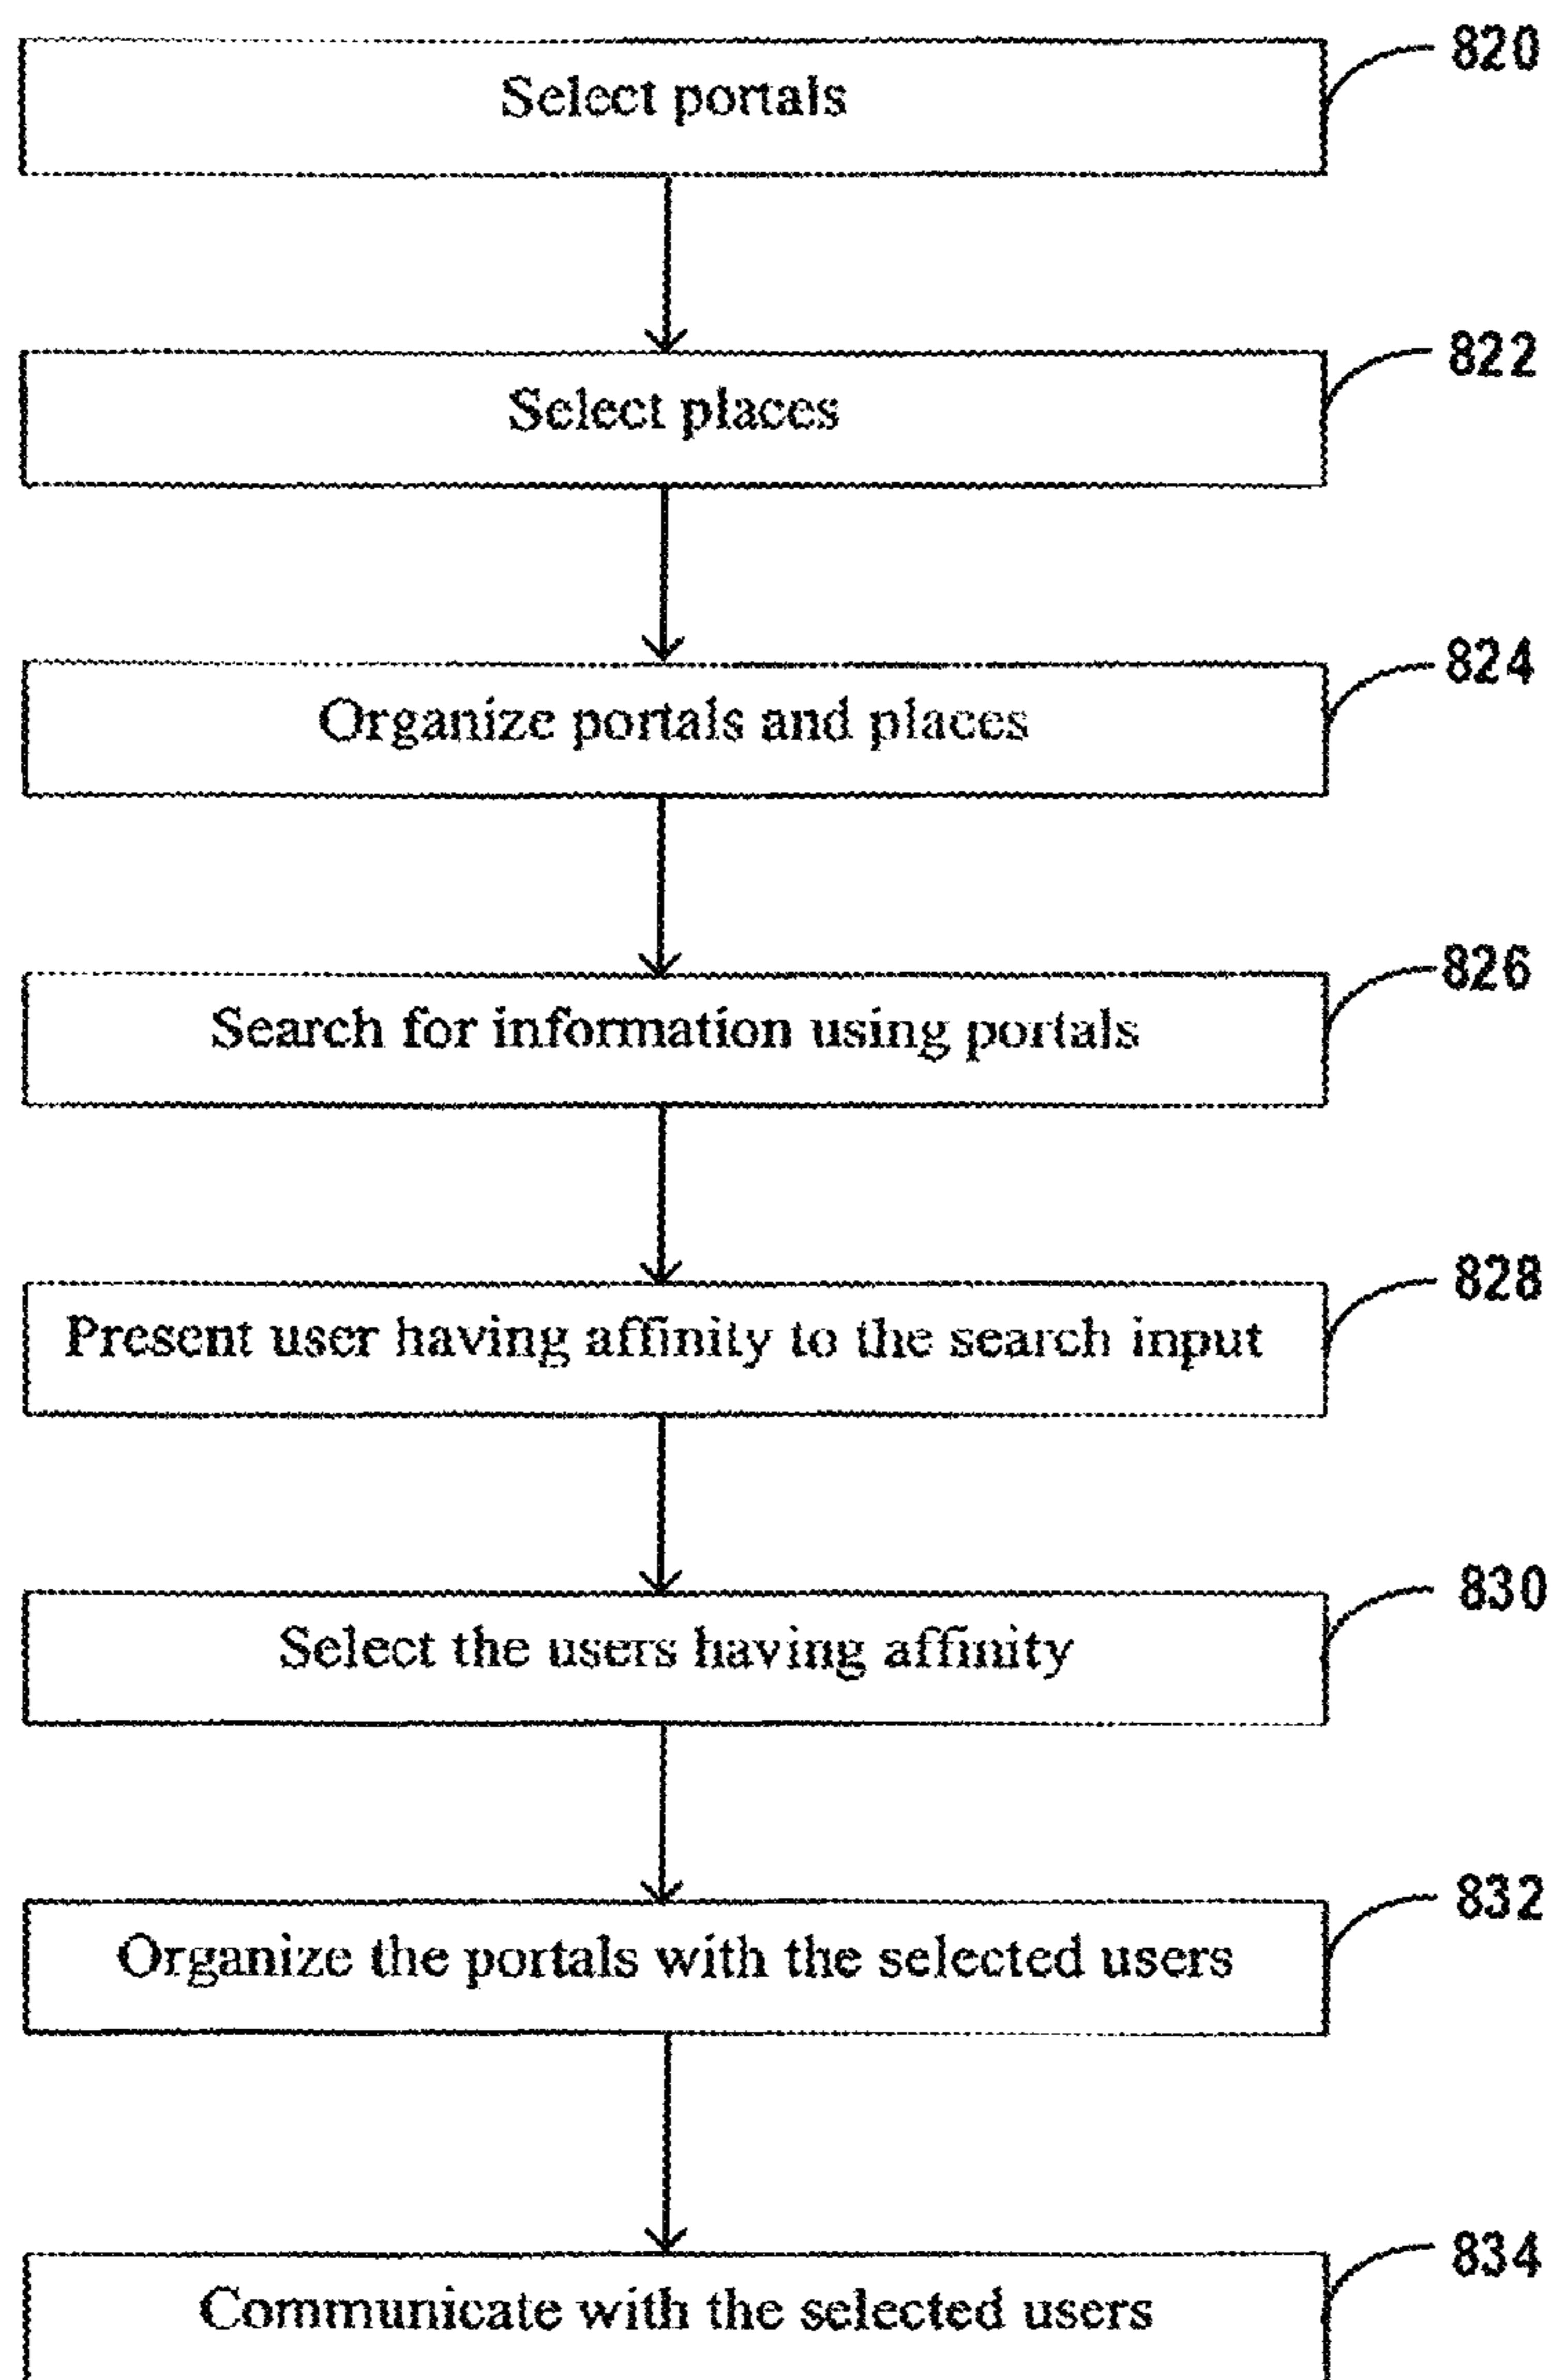 Select portals 820
Select places 822
Organize portals and places 824
Search for information using portals 826
Present user having affinity to the search input 828
Select the users having affinity 830
Organize the portals with the selected users 832
Communicate with the selected users 834